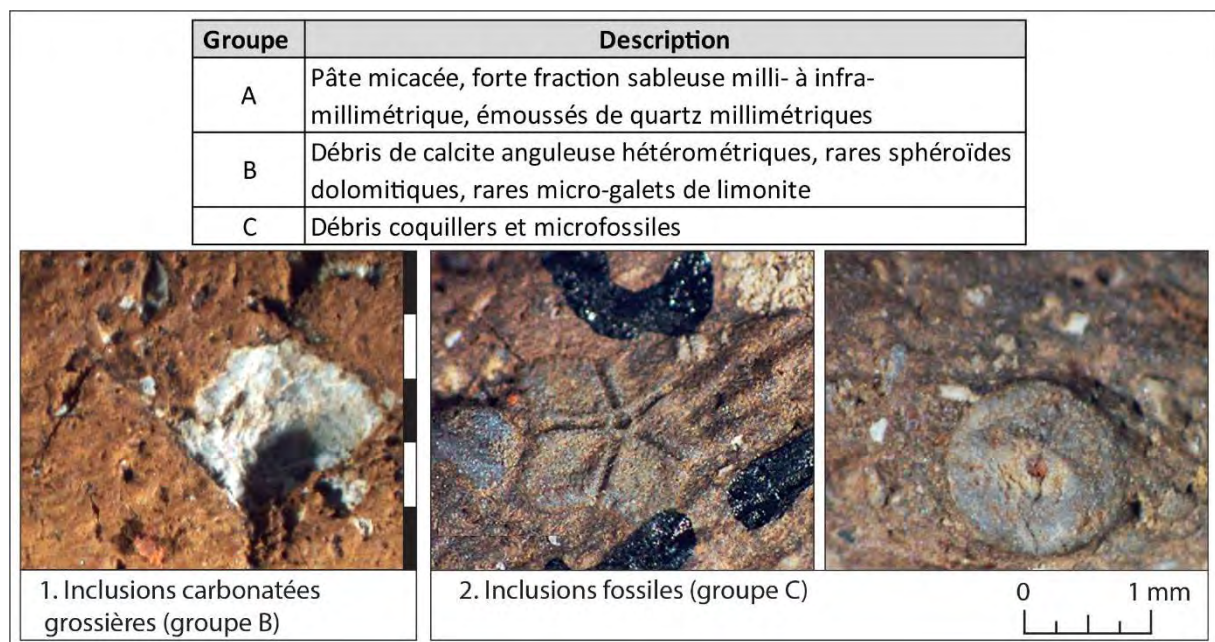 Groupe Description
A Pâte micacée, forte fraction sableuse milli- à infra-
millimétrique, émoussés de quartz millimétriques
B Débris de calcite anguleuse hétérométriques, rares sphéroïdes
dolomitiques, rares micro-galets de limonite
C Débris coquillers et microfossiles
1. Inclusions carbonatées
grossières (groupe B)
2. Inclusions fossiles (groupe C)
0 1 mm